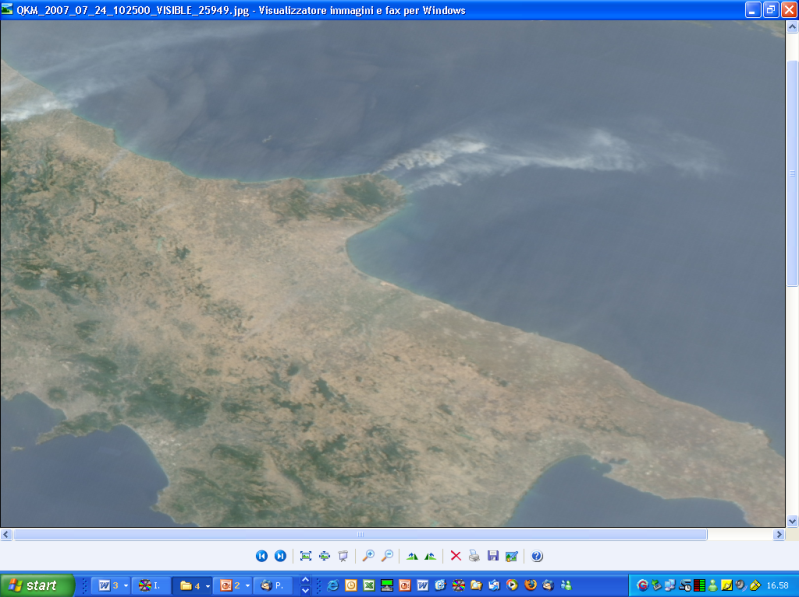 QKM_2007_07_24_102500_VISIBLE_25949.jpg - Visualizzatore immagini e fax per Windows
start
W 3
I.
4
2
P.
16.58